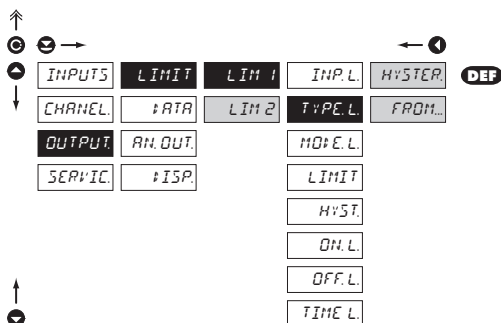 INPUTS LIMIT LIM 1 INP. L. HYSTER. DEF
CHANEL. DATA LIM 2 TYPE. L. FROM...
OUTPUT. AN. OUT. MODE. L.
SERVIC. DISP. LIMIT
HYST.
ON. L.
OFF. L.
TIME L.